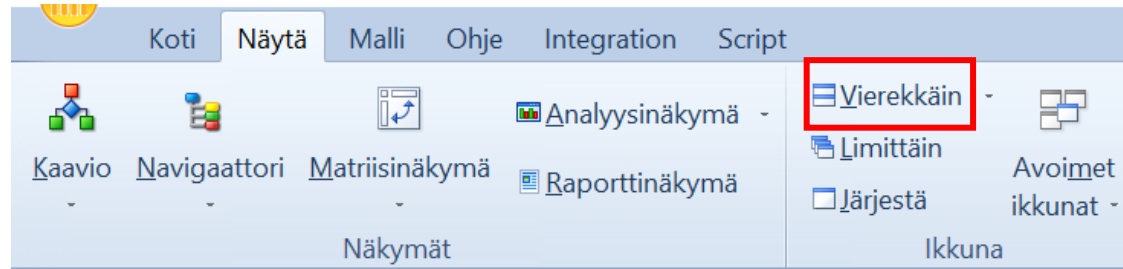 Koti Näytä Malli Ohje Integration Script
Kaavio Navigaattori Matriisinäkymä
Analyysinäkymä
Raporttinäkymä
Näkymät
Vierekkäin
Limittäin
Järjestä
Avoimet
ikkunat
Ikkuna